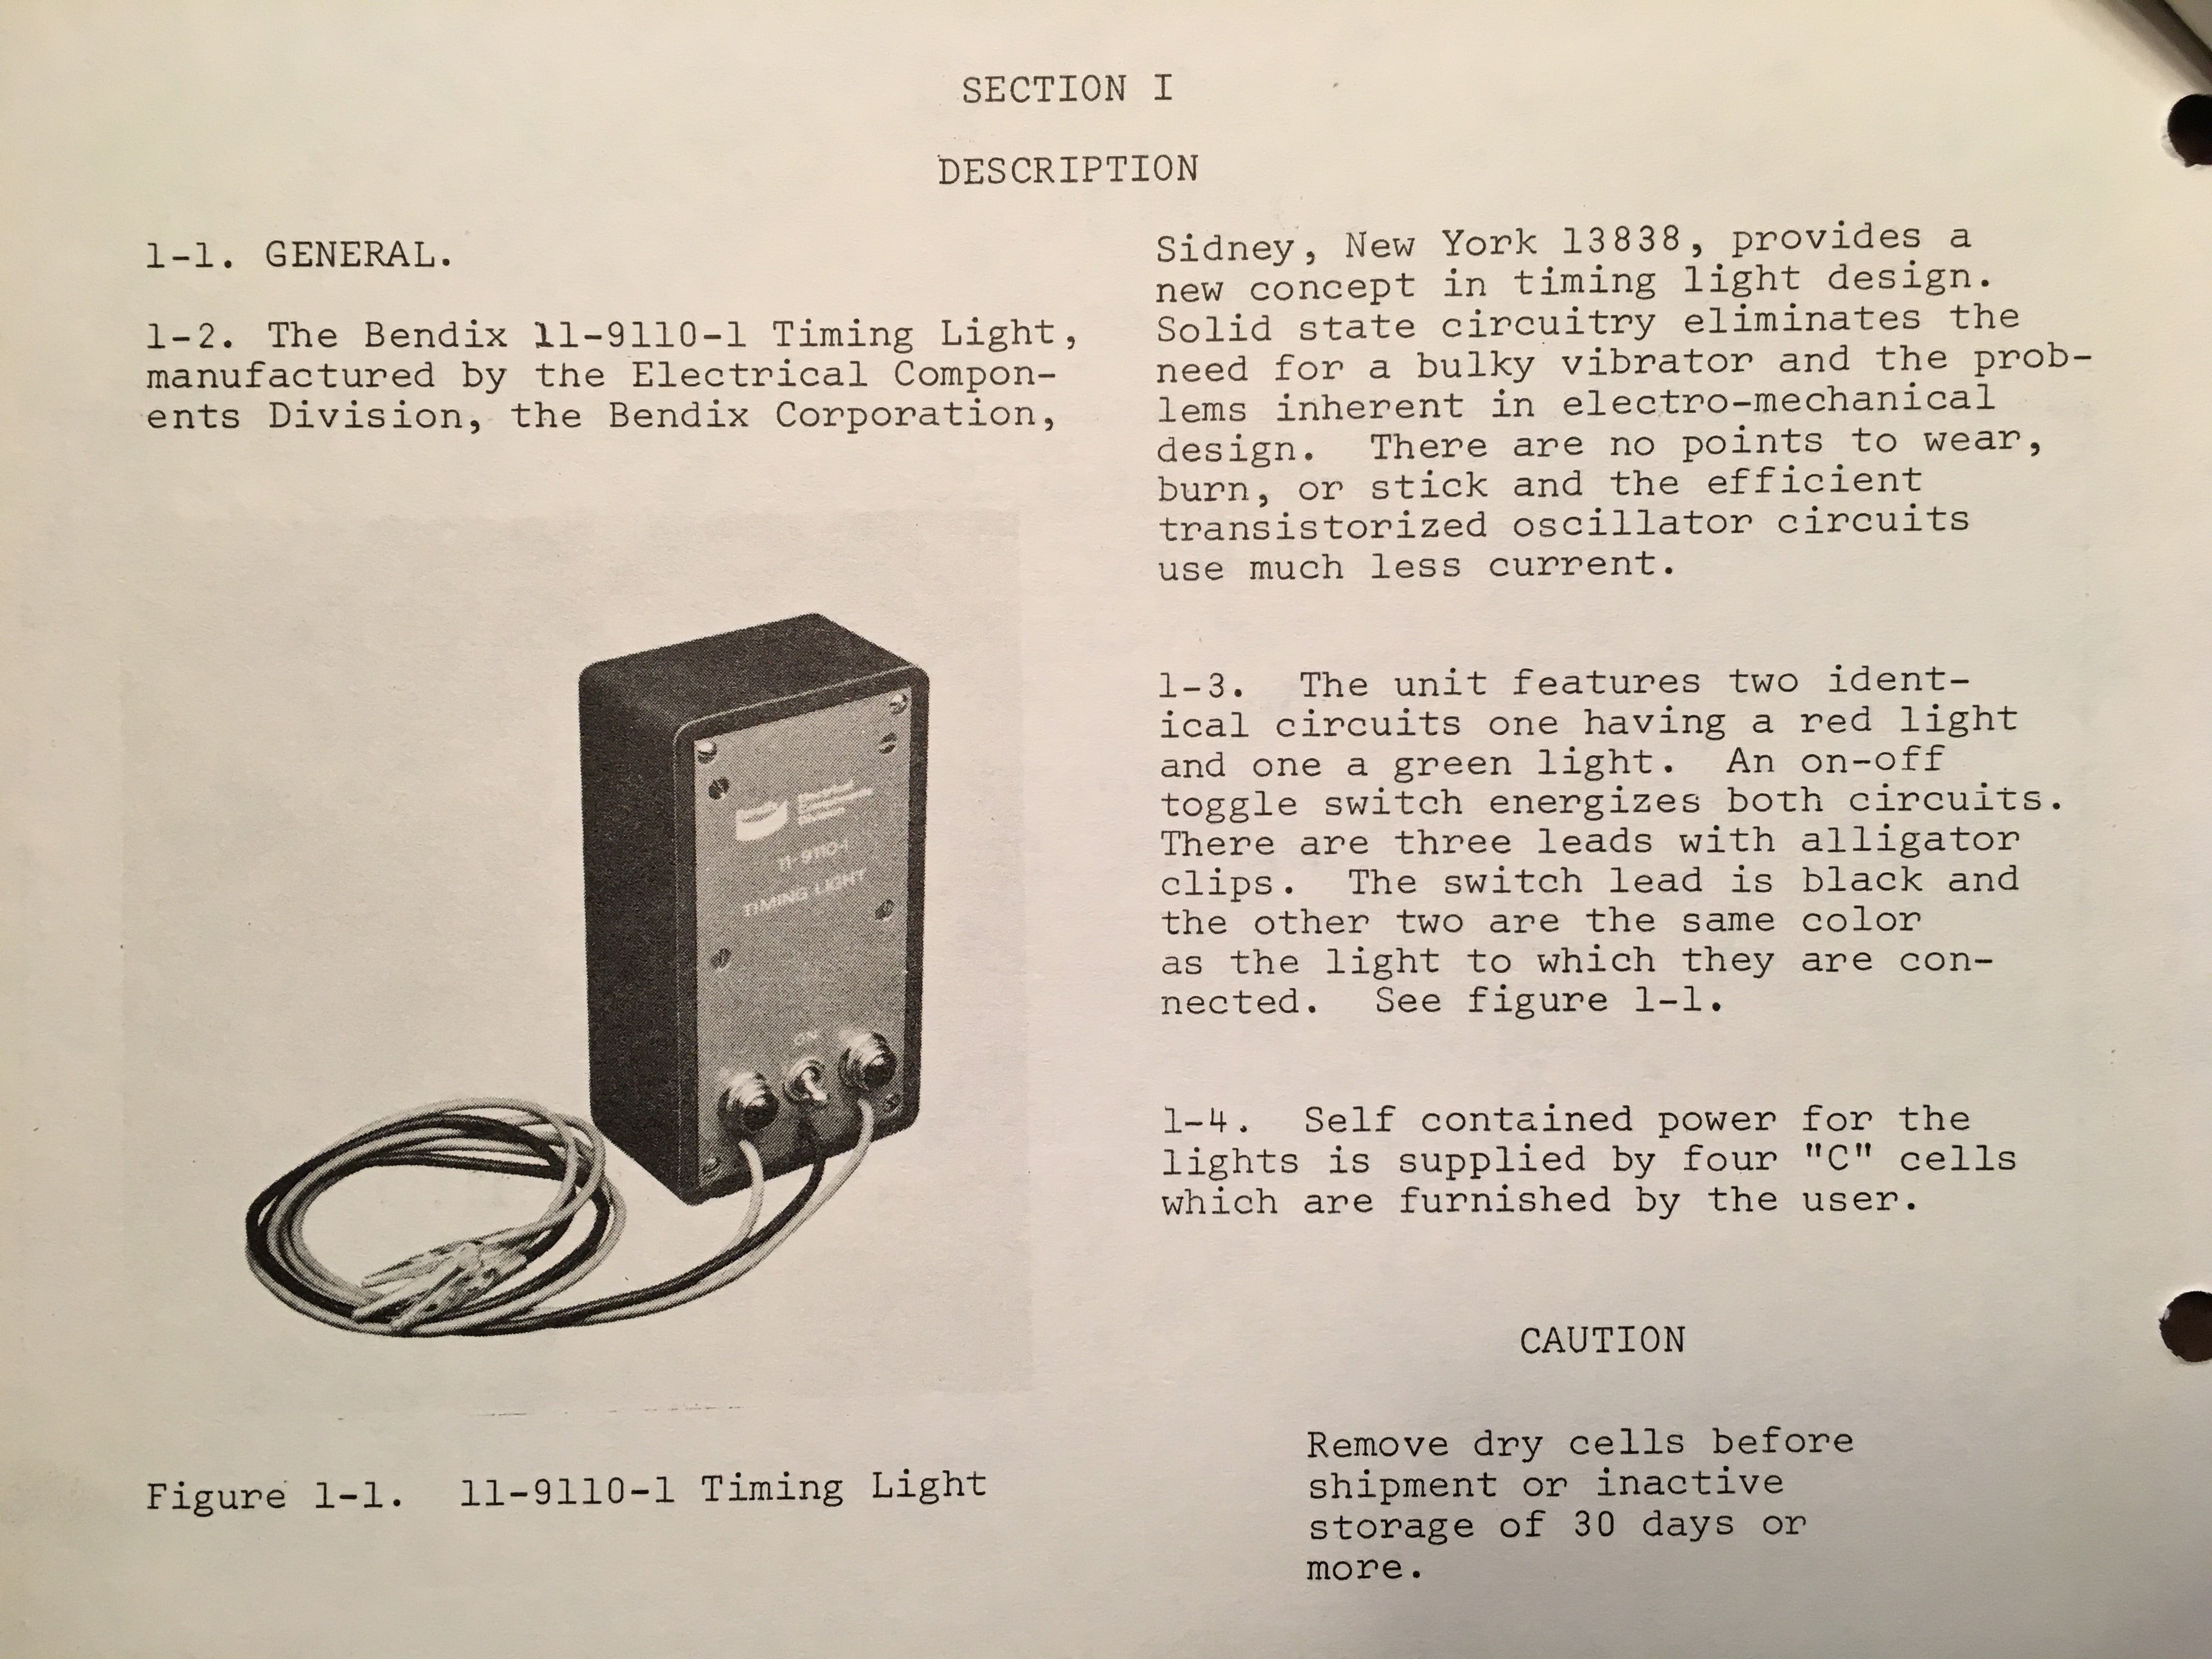 SECTION I
DESCRIPTION
1-1. GENERAL.
1-2. The Bendix 11-9110-1 Timing Light,
manufactured by the Electrical Compon-
ents Division, the Bendix Corporation,
Electrical
Components
Division
11-9110-1
TIMING LIGHT
ON
Figure 1-1. 11-9110-1 Timing Light
Sidney, New York 13838, provides a
new concept in timing light design.
Solid state circuitry eliminates the
need for a bulky vibrator and the prob-
lems inherent in electro-mechanical
design. There are no points to wear,
burn, or stick and the efficient
transistorized oscillator circuits
use much less current.
1-3. The unit features two ident-
ical circuits one having a red light
and one a green light. An on-off
toggle switch energizes both circuits.
There are three leads with alligator
clips. The switch lead is black and
the other two are the same color
as the light to which they are con-
nected. See figure 1-1.
1-4. Self contained power for the
lights is supplied by four "C" cells
which are furnished by the user.
CAUTION
Remove dry cells before
shipment or inactive
storage of 30 days or
more.